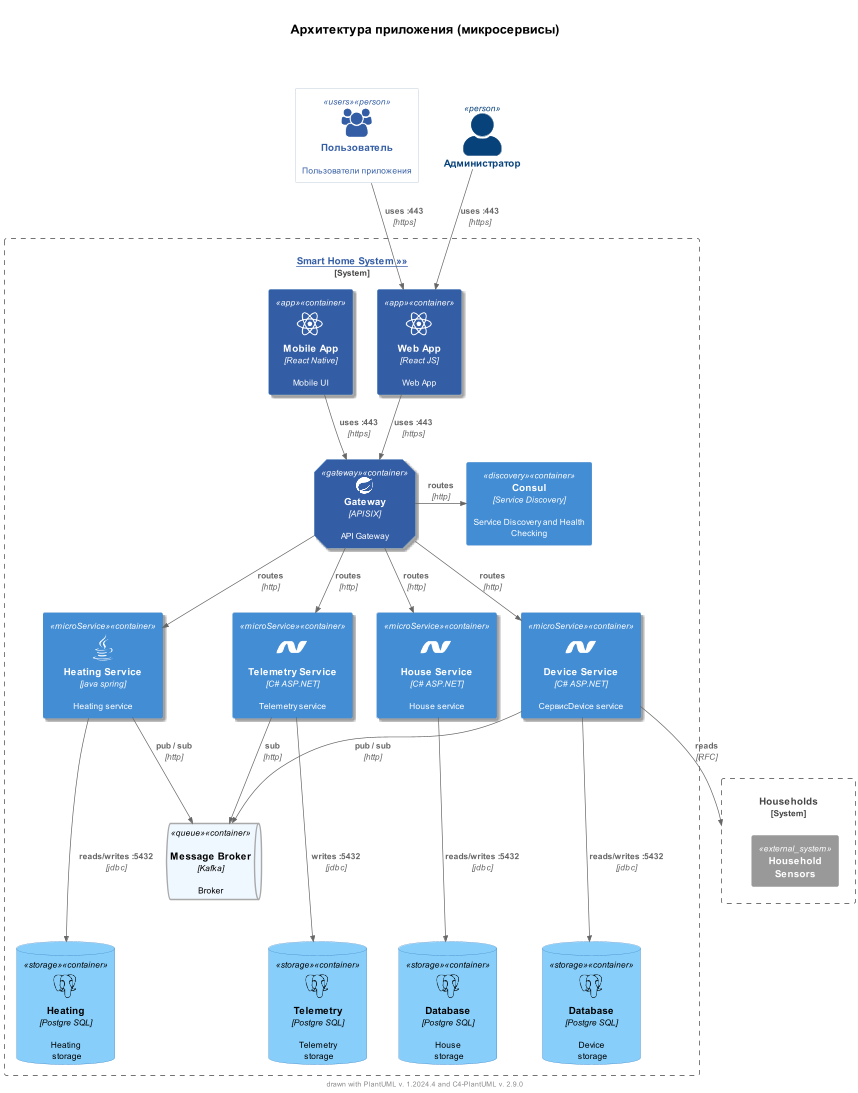 Архитектура приложения (микросервисы)
«users»«person»
Пользователь
Пользователи приложения
«person»
Администратор
uses :443
[https]
uses :443
[https]
Smart Home System »»
[System]
«app»«container»
Mobile App
[React Native]
Mobile UI
«app»«container»
Web App
[React JS]
Web App
uses :443
[https]
uses :443
[https]
«gateway»«container»
Gateway
[APISIX]
API Gateway
routes
[http]
«discovery»«container»
Consul
[Service Discovery]
Service Discovery and Health
Checking
routes
[http]
routes
[http]
routes
[http]
routes
[http]
«microService»«container»
Heating Service
[java spring]
Heating service
«microService»«container»
Telemetry Service
[C# ASP.NET]
Telemetry service
«microService»«container»
House Service
[C# ASP.NET]
House service
«microService»«container»
Device Service
[C# ASP.NET]
СервисDevice service
pub / sub
[http]
sub
[http]
pub / sub
[http]
reads
[RFC]
Households
[System]
«external_system»
Household
Sensors
«queue»«container»
Message Broker
[Kafka]
Broker
reads/writes :5432
[jdbc]
writes :5432
[jdbc]
reads/writes :5432
[jdbc]
reads/writes :5432
[jdbc]
«storage»«container»
Heating
[Postgre SQL]
Heating
storage
«storage»«container»
Telemetry
[Postgre SQL]
Telemetry
storage
«storage»«container»
Database
[Postgre SQL]
House
storage
«storage»«container»
Database
[Postgre SQL]
Device
storage
drawn with PlantUML v. 1.2024.4 and C4-PlantUML v. 2.9.0